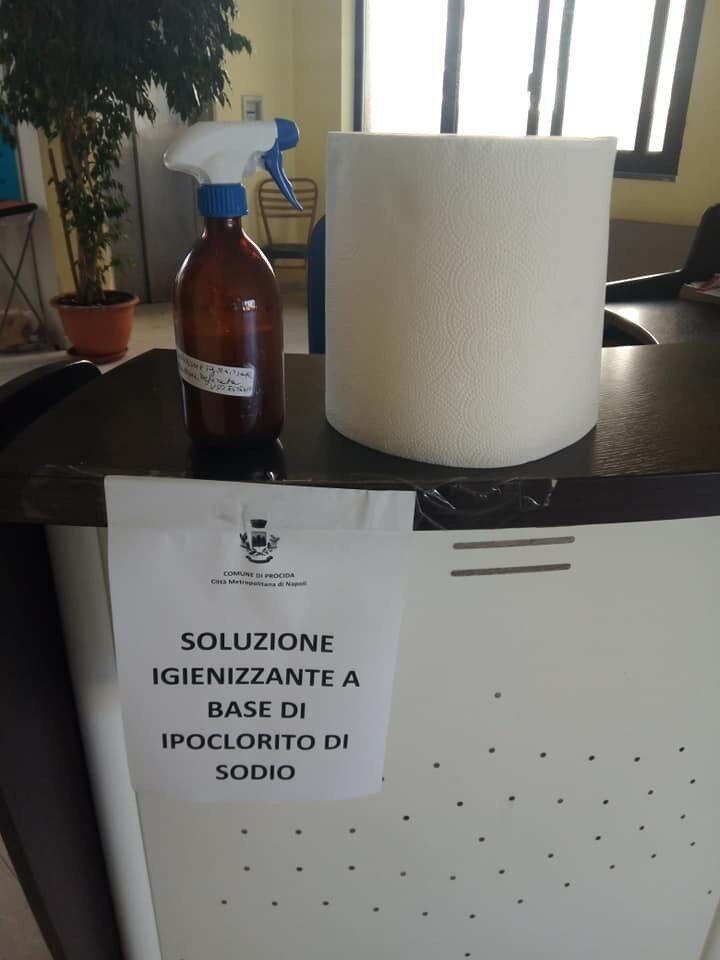 COMUNE DI PROCIDA
Città Metropolitana di Napoli
SOLUZIONE
IGIENIZZANTE A
BASE DI
IPOCLORITO DI
SODIO